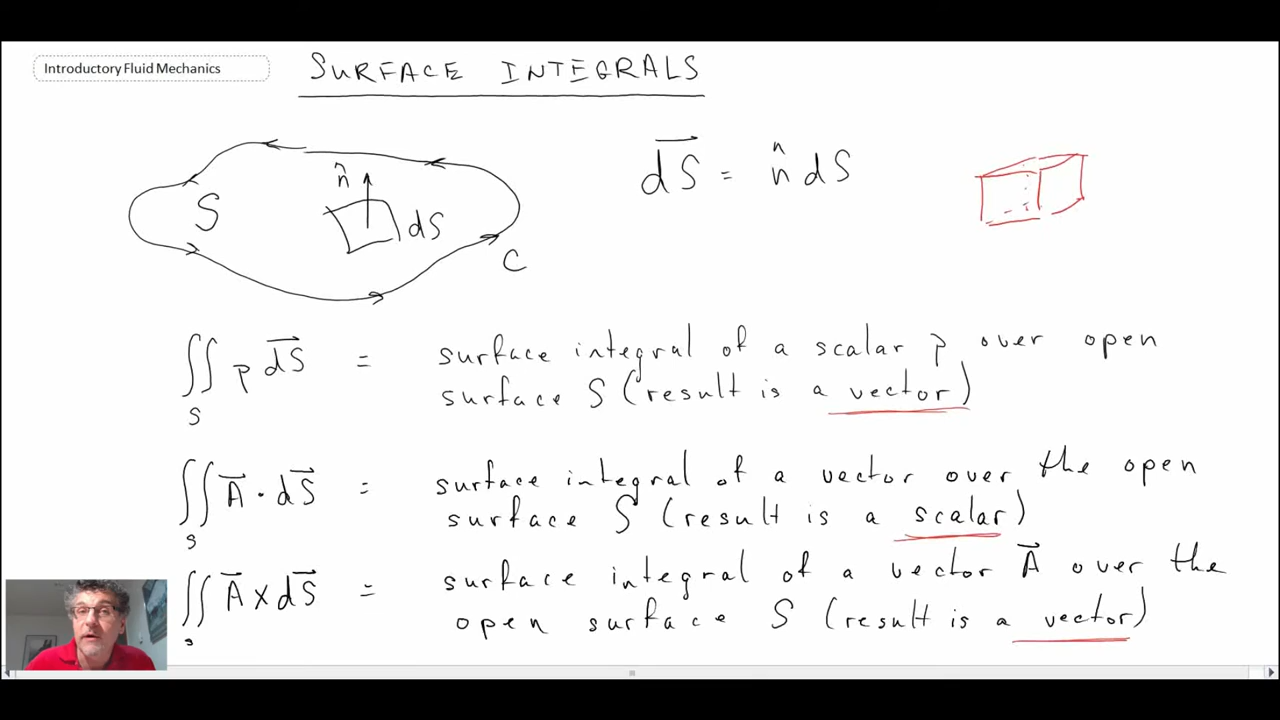 Introductory Fluid Mechanics
SURFACE INTEGRALS
S
n̂
dS
C
d⃗S = n̂ dS
∬ₛ p d⃗S = surface integral of a scalar p over open
surface S (result is a vector)
∬ₛ A⃗ · d⃗S = surface integral of a vector over the open
surface S (result is a scalar)
∬ₛ A⃗ x d⃗S = surface integral of a vector A⃗ over the
open surface S (result is a vector)